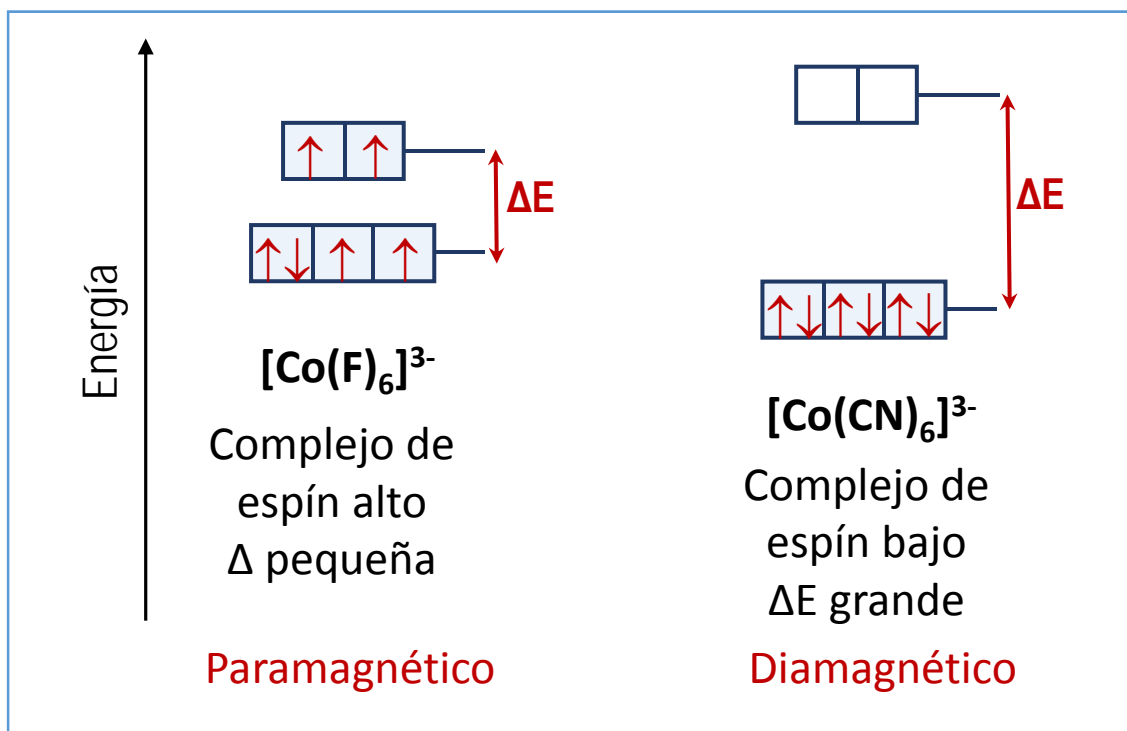 Energía
ΔE
[Co(F)₆]³⁻
Complejo de
espín alto
Δ pequeña
Paramagnético
ΔE
[Co(CN)₆]³⁻
Complejo de
espín bajo
ΔE grande
Diamagnético